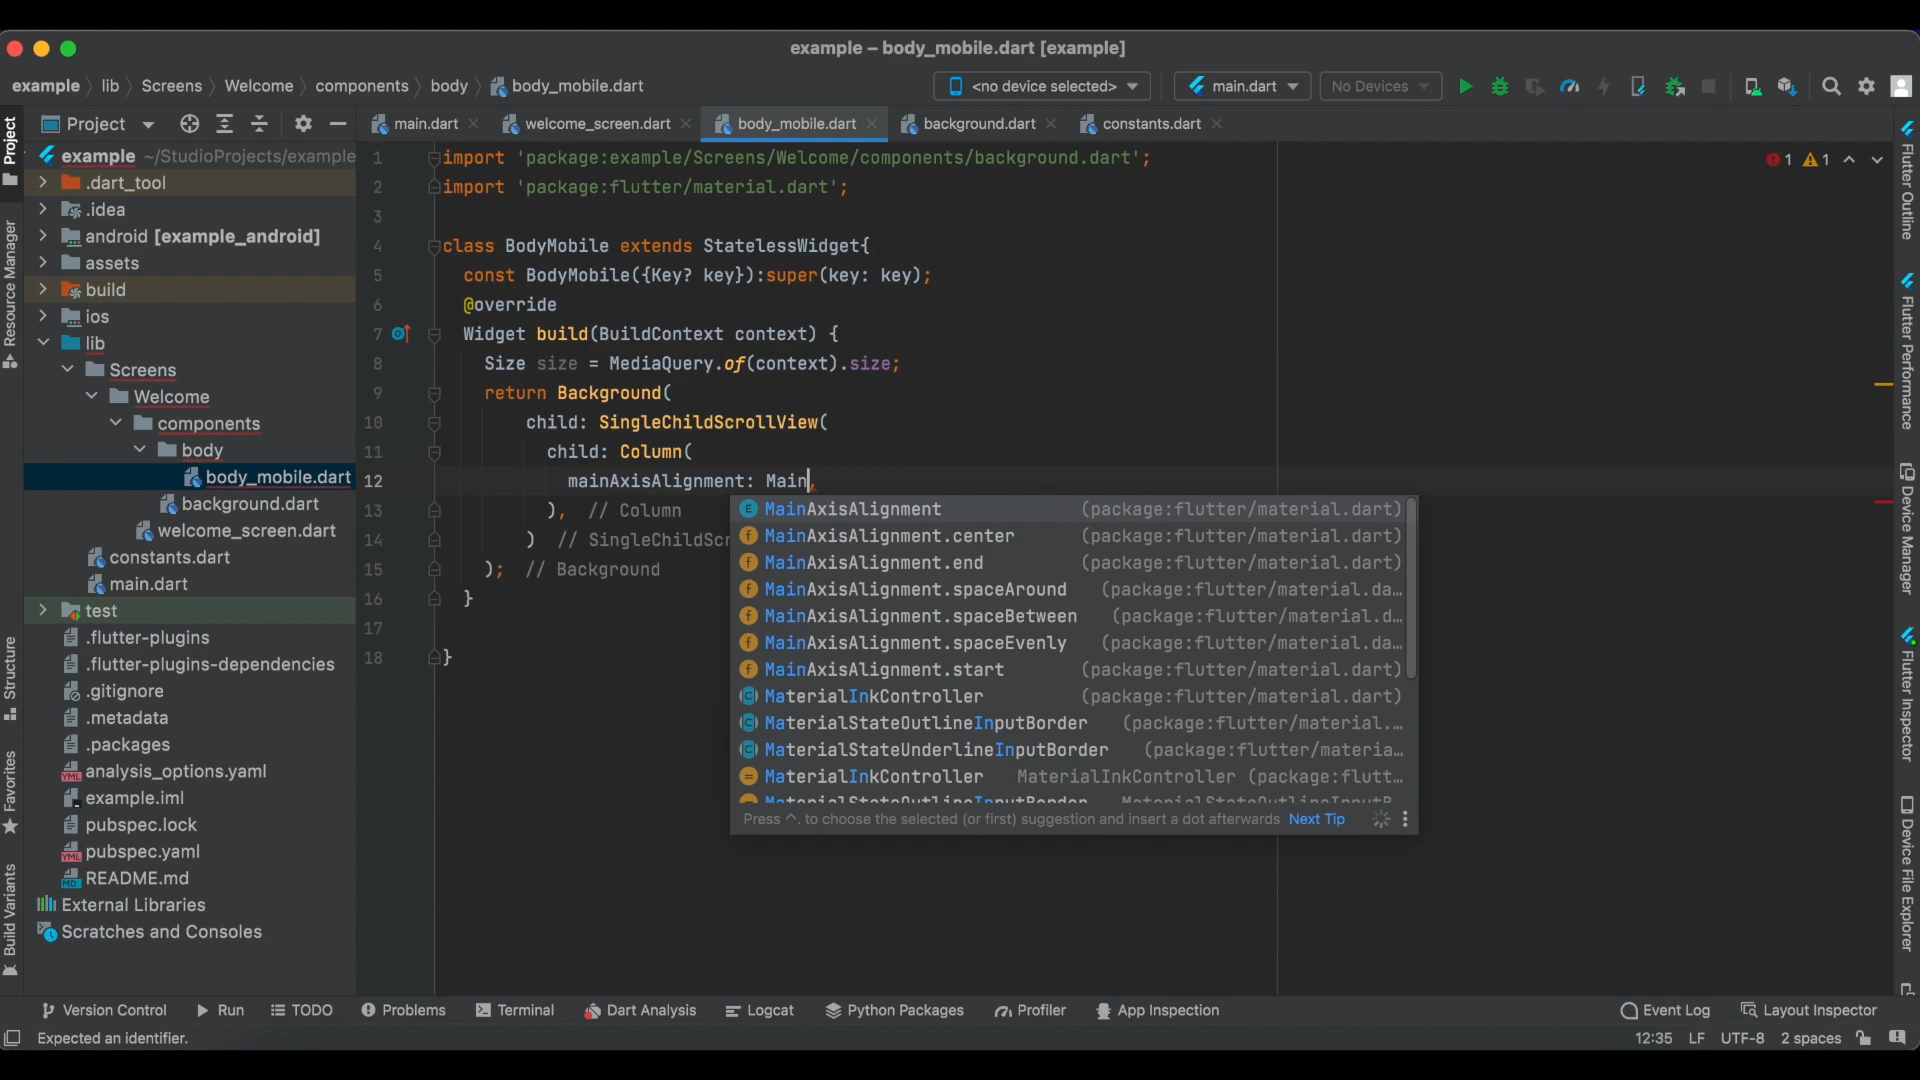 example – body_mobile.dart [example]
example lib Screens Welcome components body body_mobile.dart
<no device selected> main.dart No Devices
Project main.dart welcome_screen.dart body_mobile.dart background.dart constants.dart
example ~/StudioProjects/example
.dart_tool
.idea
android [example_android]
assets
build
ios
lib
Screens
Welcome
components
body
body_mobile.dart
background.dart
welcome_screen.dart
constants.dart
main.dart
test
.flutter-plugins
.flutter-plugins-dependencies
.gitignore
.metadata
.packages
analysis_options.yaml
example.iml
pubspec.lock
pubspec.yaml
README.md
External Libraries
Scratches and Consoles
1 import 'package:example/Screens/Welcome/components/background.dart';
2 import 'package:flutter/material.dart';
3
4 class BodyMobile extends StatelessWidget{
5 const BodyMobile({Key? key}):super(key: key);
6 @override
7 Widget build(BuildContext context) {
8 Size size = MediaQuery.of(context).size;
9 return Background(
10 child: SingleChildScrollView(
11 child: Column(
12 mainAxisAlignment: Main,
13 ), // Column
14 ) // SingleChildScr
15 ); // Background
16 }
17
18 }
1 1
MainAxisAlignment (package:flutter/material.dart)
MainAxisAlignment.center (package:flutter/material.dart)
MainAxisAlignment.end (package:flutter/material.dart)
MainAxisAlignment.spaceAround (package:flutter/material.da…
MainAxisAlignment.spaceBetween (package:flutter/material.d…
MainAxisAlignment.spaceEvenly (package:flutter/material.da…
MainAxisAlignment.start (package:flutter/material.dart)
MaterialInkController (package:flutter/material.dart)
MaterialStateOutlineInputBorder (package:flutter/material.…
MaterialStateUnderlineInputBorder (package:flutter/materia…
MaterialInkController MaterialInkController (package:flutt…
MaterialStateOutlineInputBorder MaterialStateOutlineInputB
Press ^. to choose the selected (or first) suggestion and insert a dot afterwards Next Tip
Project
Resource Manager
Structure
Favorites
Build Variants
Flutter Outline
Flutter Performance
Device Manager
Flutter Inspector
Device File Explorer
Version Control Run TODO Problems Terminal Dart Analysis Logcat Python Packages Profiler App Inspection Event Log Layout Inspector
Expected an identifier. 12:35 LF UTF-8 2 spaces